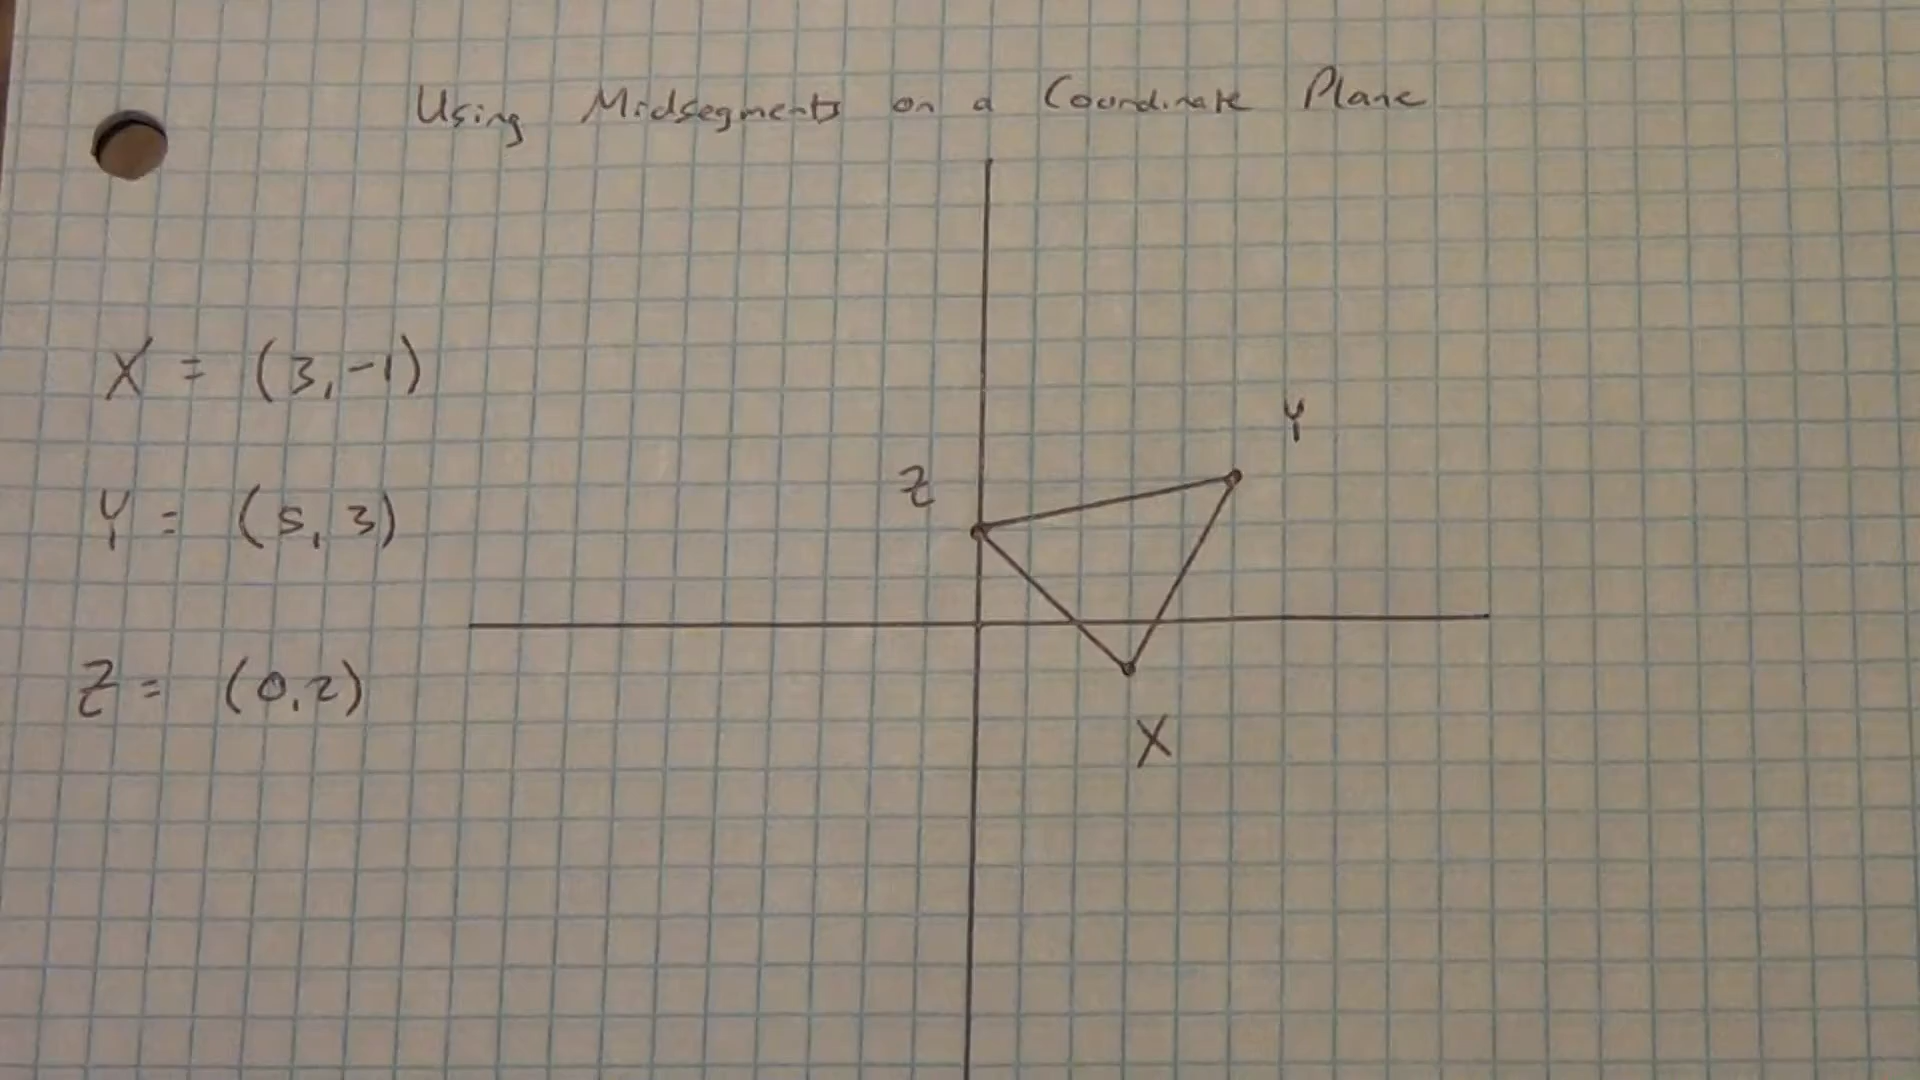 Using Midsegments on a Coordinate Plane
X = (3,-1)
Y
Z
Y = (5,3)
Z = (0,2)
X